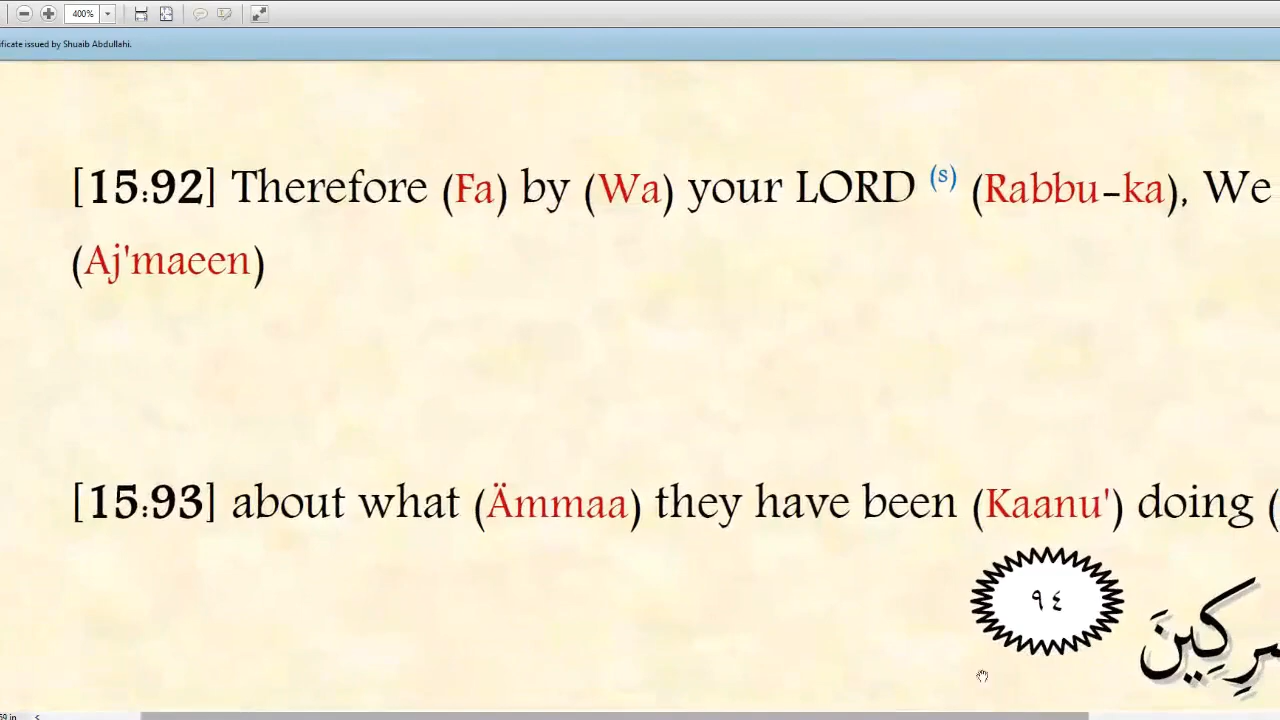 400%
ficate issued by Shuaib Abdullahi.
[15:92] Therefore (Fa) by (Wa) your LORD (s) (Rabbu-ka), We
(Aj'maeen)
[15:93] about what (Ämmaa) they have been (Kaanu') doing (
٩٤